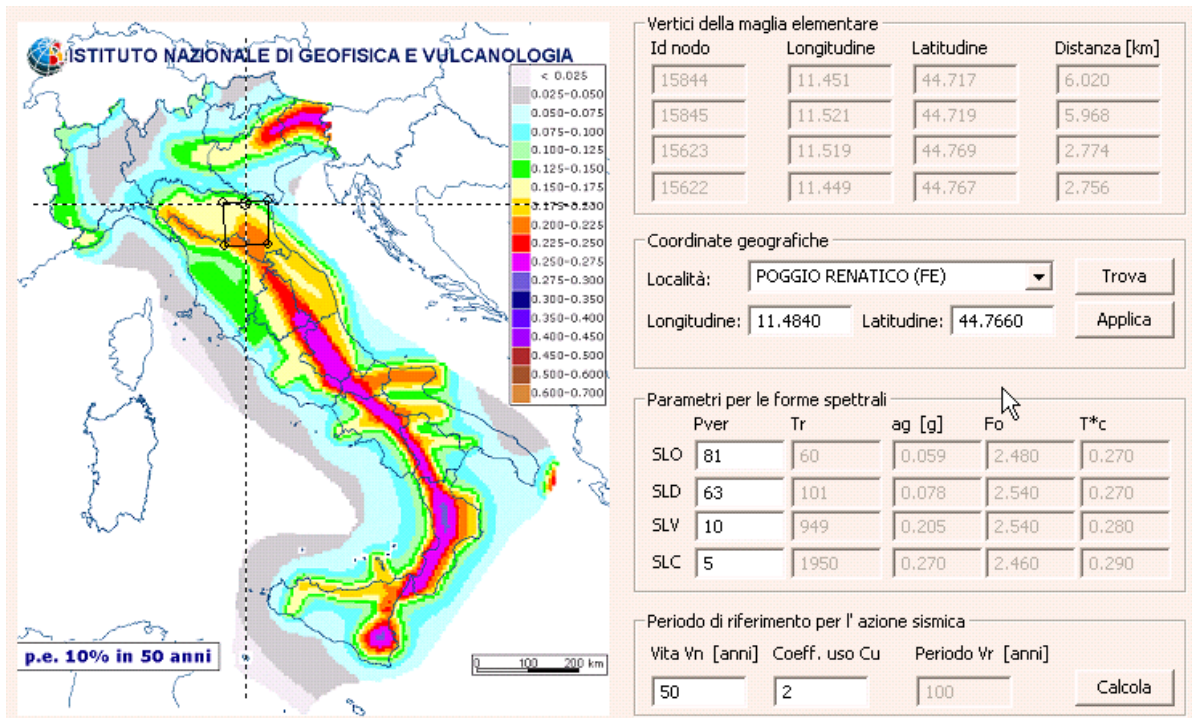 ISTITUTO NAZIONALE DI GEOFISICA E VULCANOLOGIA
< 0.025
0.025-0.050
0.050-0.075
0.075-0.100
0.100-0.125
0.125-0.150
0.150-0.175
0.175-0.200
0.200-0.225
0.225-0.250
0.250-0.275
0.275-0.300
0.300-0.350
0.350-0.400
0.400-0.450
0.450-0.500
0.500-0.600
0.600-0.700
p.e. 10% in 50 anni
0 100 200 km
Vertici della maglia elementare
Id nodo Longitudine Latitudine Distanza [km]
15844 11.451 44.717 6.020
15845 11.521 44.719 5.968
15623 11.519 44.769 2.774
15622 11.449 44.767 2.756
Coordinate geografiche
Località: POGGIO RENATICO (FE) Trova
Longitudine: 11.4840 Latitudine: 44.7660 Applica
Parametri per le forme spettrali
Pver Tr ag [g] Fo T*c
SLO 81 60 0.059 2.480 0.270
SLD 63 101 0.078 2.540 0.270
SLV 10 949 0.205 2.540 0.280
SLC 5 1950 0.270 2.460 0.290
Periodo di riferimento per l' azione sismica
Vita Vn [anni] Coeff. uso Cu Periodo Vr [anni]
50 2 100 Calcola